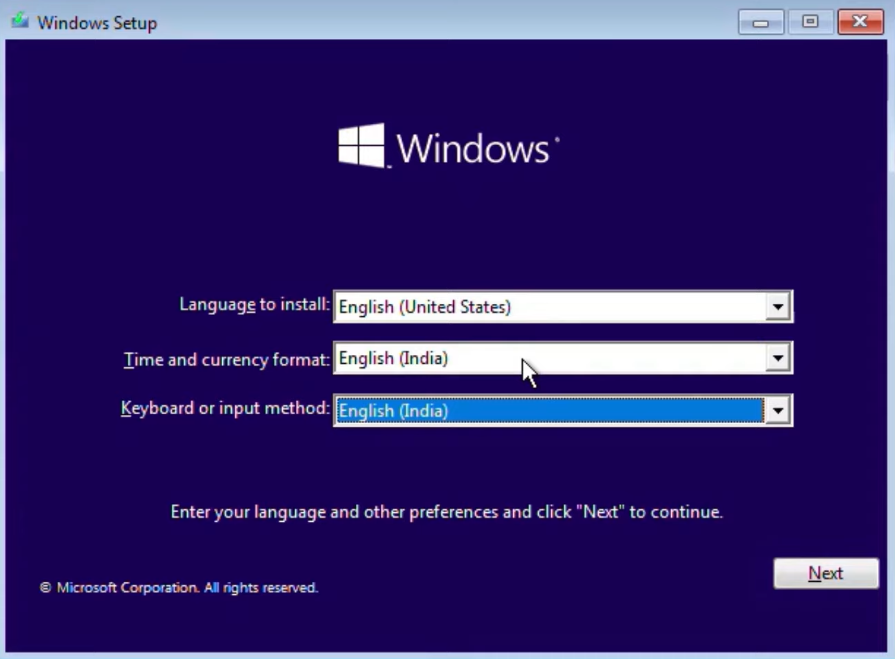 Windows Setup
Windows
Language to install: English (United States)
Time and currency format: English (India)
Keyboard or input method: English (India)
Enter your language and other preferences and click "Next" to continue.
Next
© Microsoft Corporation. All rights reserved.